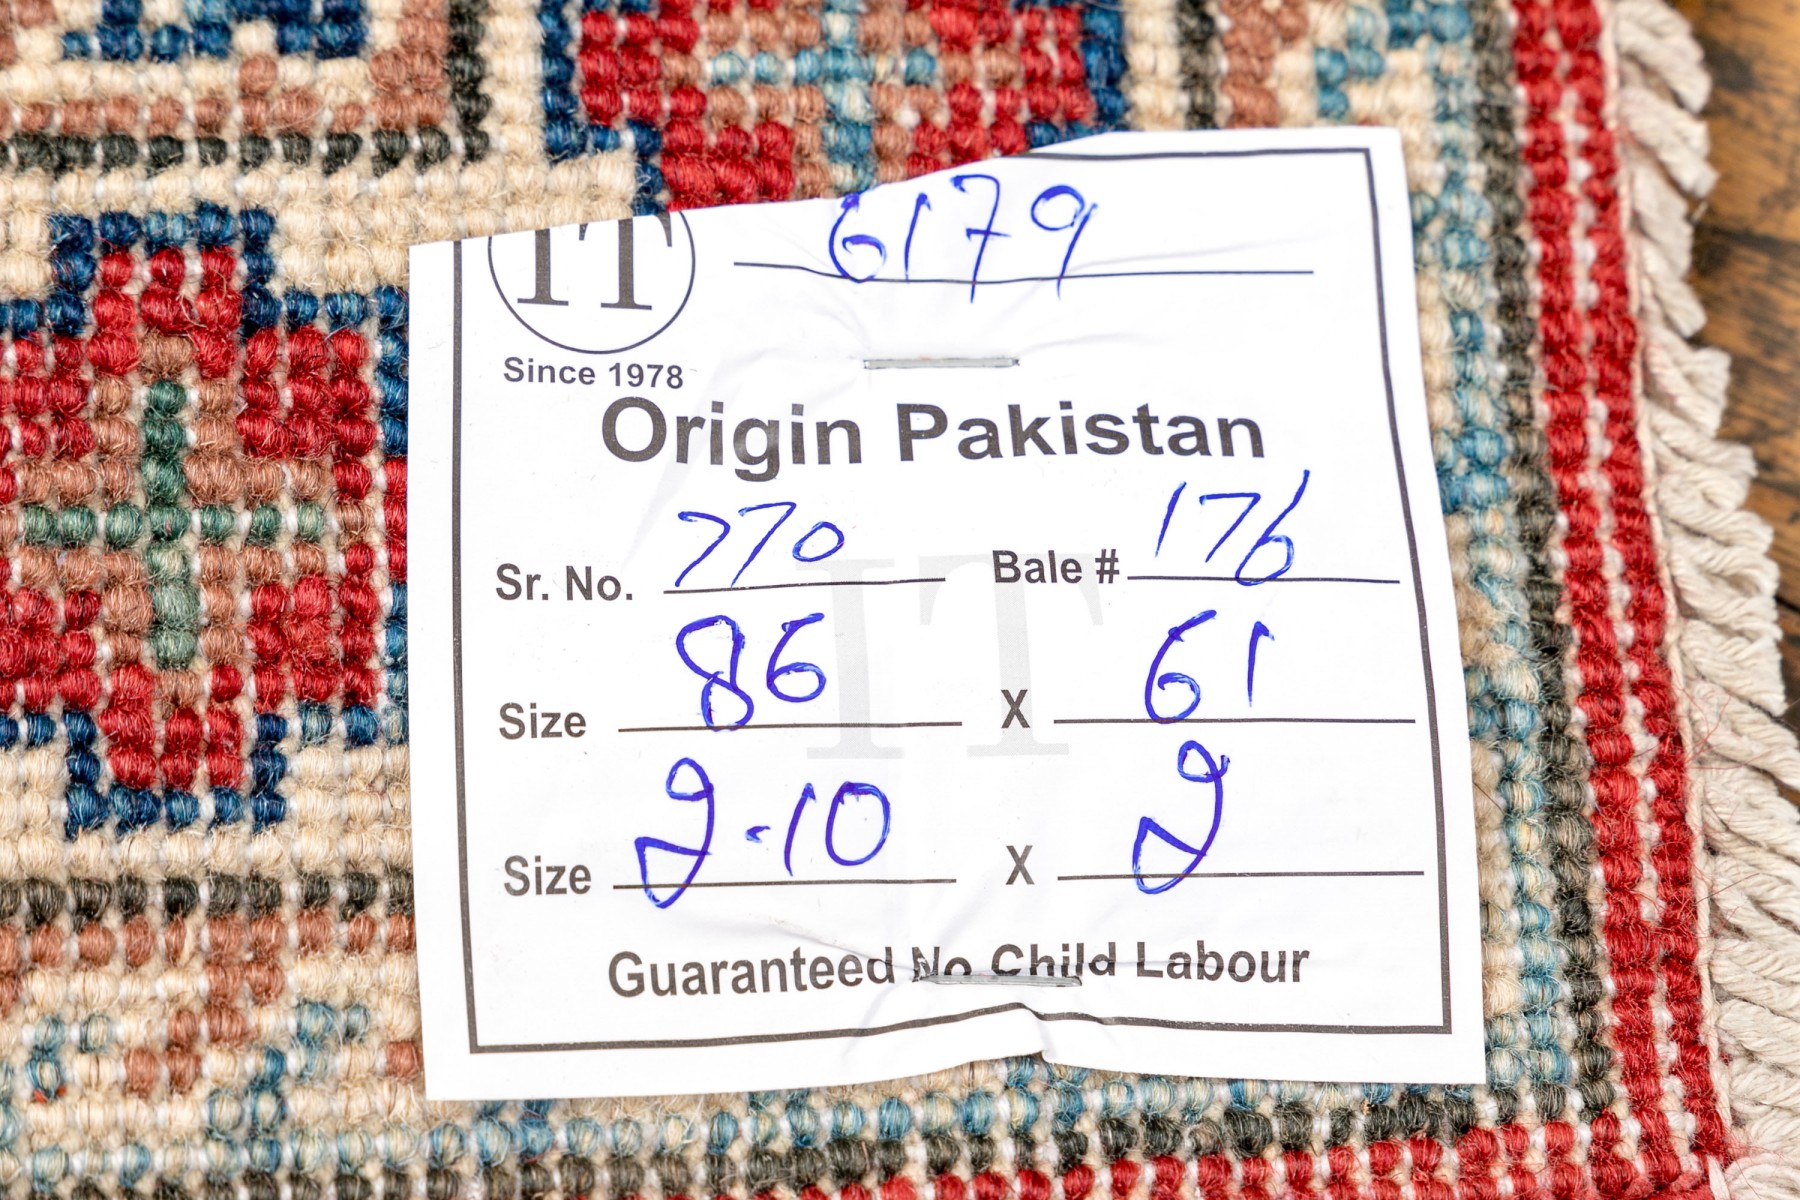 6179
IT
Since 1978
Origin Pakistan
Sr. No. 770 Bale # 176
Size 86 X 61
Size 2.10 X 2
Guaranteed No Child Labour
IT